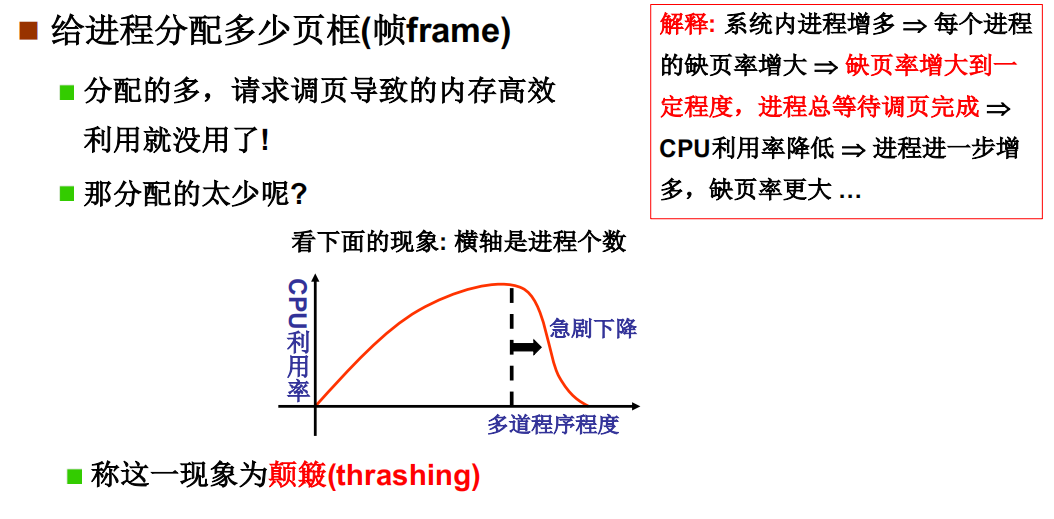 给进程分配多少页框(帧frame)
分配的多，请求调页导致的内存高效
利用就没用了!
那分配的太少呢?
解释: 系统内进程增多 ⇒ 每个进程
的缺页率增大 ⇒ 缺页率增大到一
定程度，进程总等待调页完成 ⇒
CPU利用率降低 ⇒ 进程进一步增
多，缺页率更大 ...
看下面的现象: 横轴是进程个数
CPU利用率
急剧下降
多道程序程度
称这一现象为颠簸(thrashing)